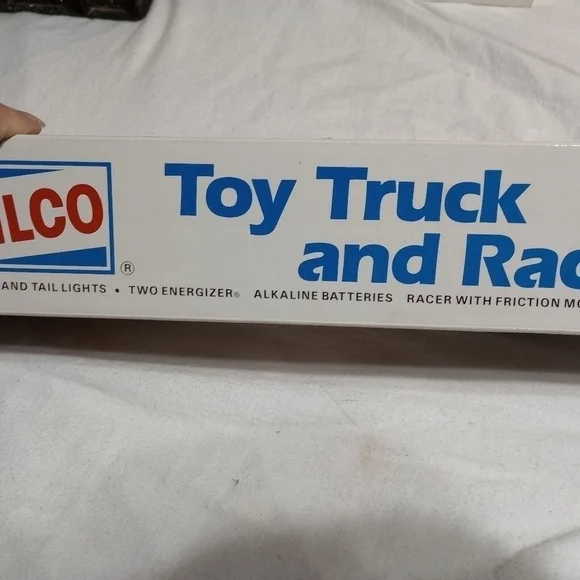 ILCO
®
Toy Truck
and Rac
AND TAIL LIGHTS • TWO ENERGIZER® ALKALINE BATTERIES RACER WITH FRICTION MO